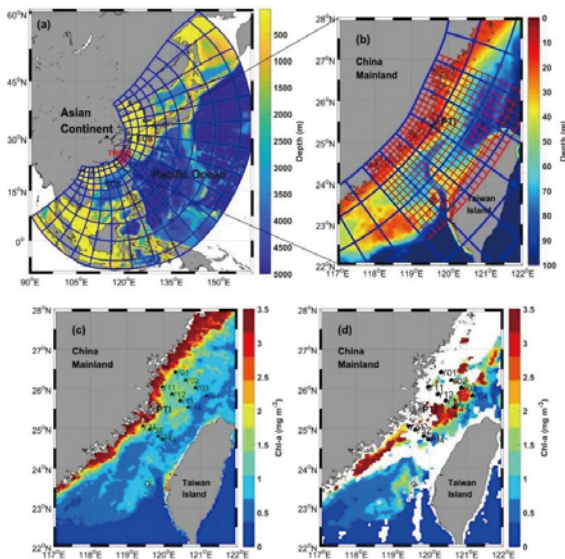 (a)
60°N
45°N
30°N
15°N
0°
90°E 105°E 120°E 135°E 150°E
Asian
Continent
Pacific Ocean
500
1000
1500
2000
2500
3000
3500
4000
4500
5000
Depth (m)
(b)
28°N
27°N
26°N
25°N
24°N
23°N
22°N
117°E 118°E 119°E 120°E 121°E 122°E
China
Mainland
PTI
Taiwan
Island
0
10
20
30
40
50
60
70
80
90
100
Depth (m)
(c)
28°N
27°N
26°N
25°N
24°N
23°N
22°N
117°E 118°E 119°E 120°E 121°E 122°E
China
Mainland
PTI
Taiwan
Island
3.5
3
2.5
2
1.5
1
0.5
0
Chl-a (mg m⁻³)
(d)
28°N
27°N
26°N
25°N
24°N
23°N
22°N
117°E 118°E 119°E 120°E 121°E 122°E
China
Mainland
Taiwan
Island
3.5
3
2.5
2
1.5
1
0.5
0
Chl-a (mg m⁻³)